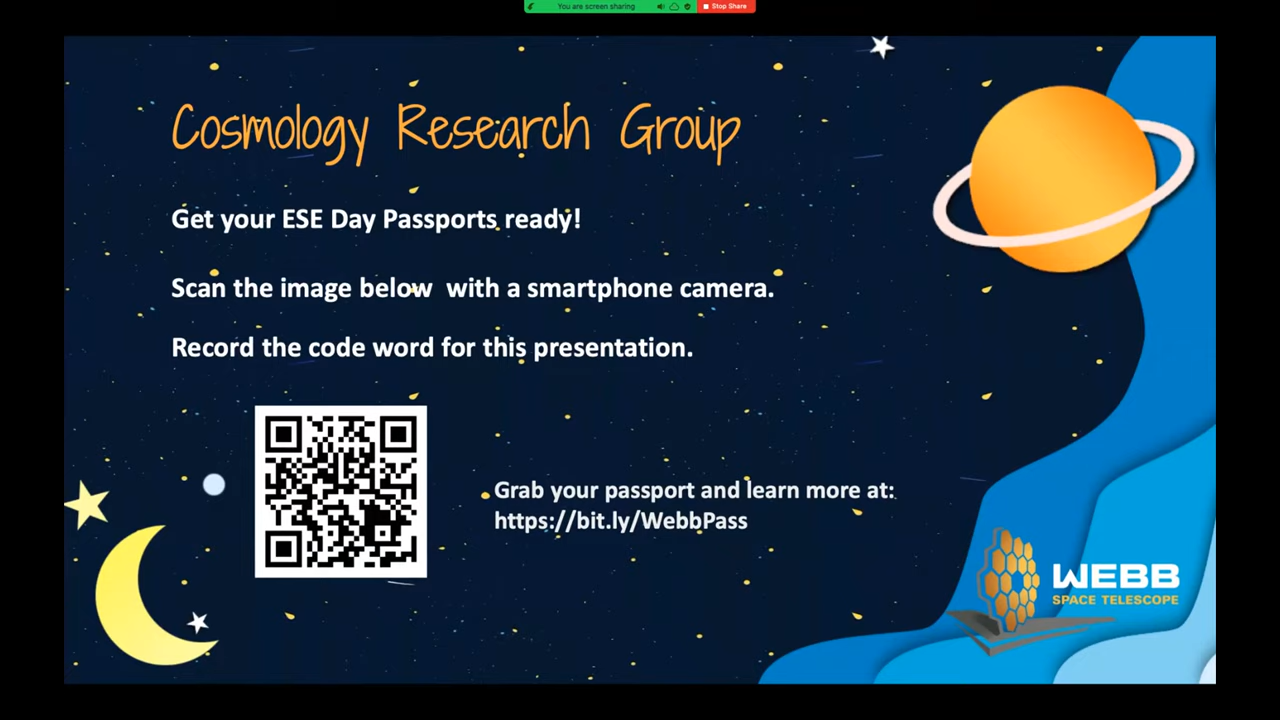 You are screen sharing
Stop Share
Cosmology Research Group
Get your ESE Day Passports ready!
Scan the image below with a smartphone camera.
Record the code word for this presentation.
Grab your passport and learn more at:
https://bit.ly/WebbPass
WEBB
SPACE TELESCOPE